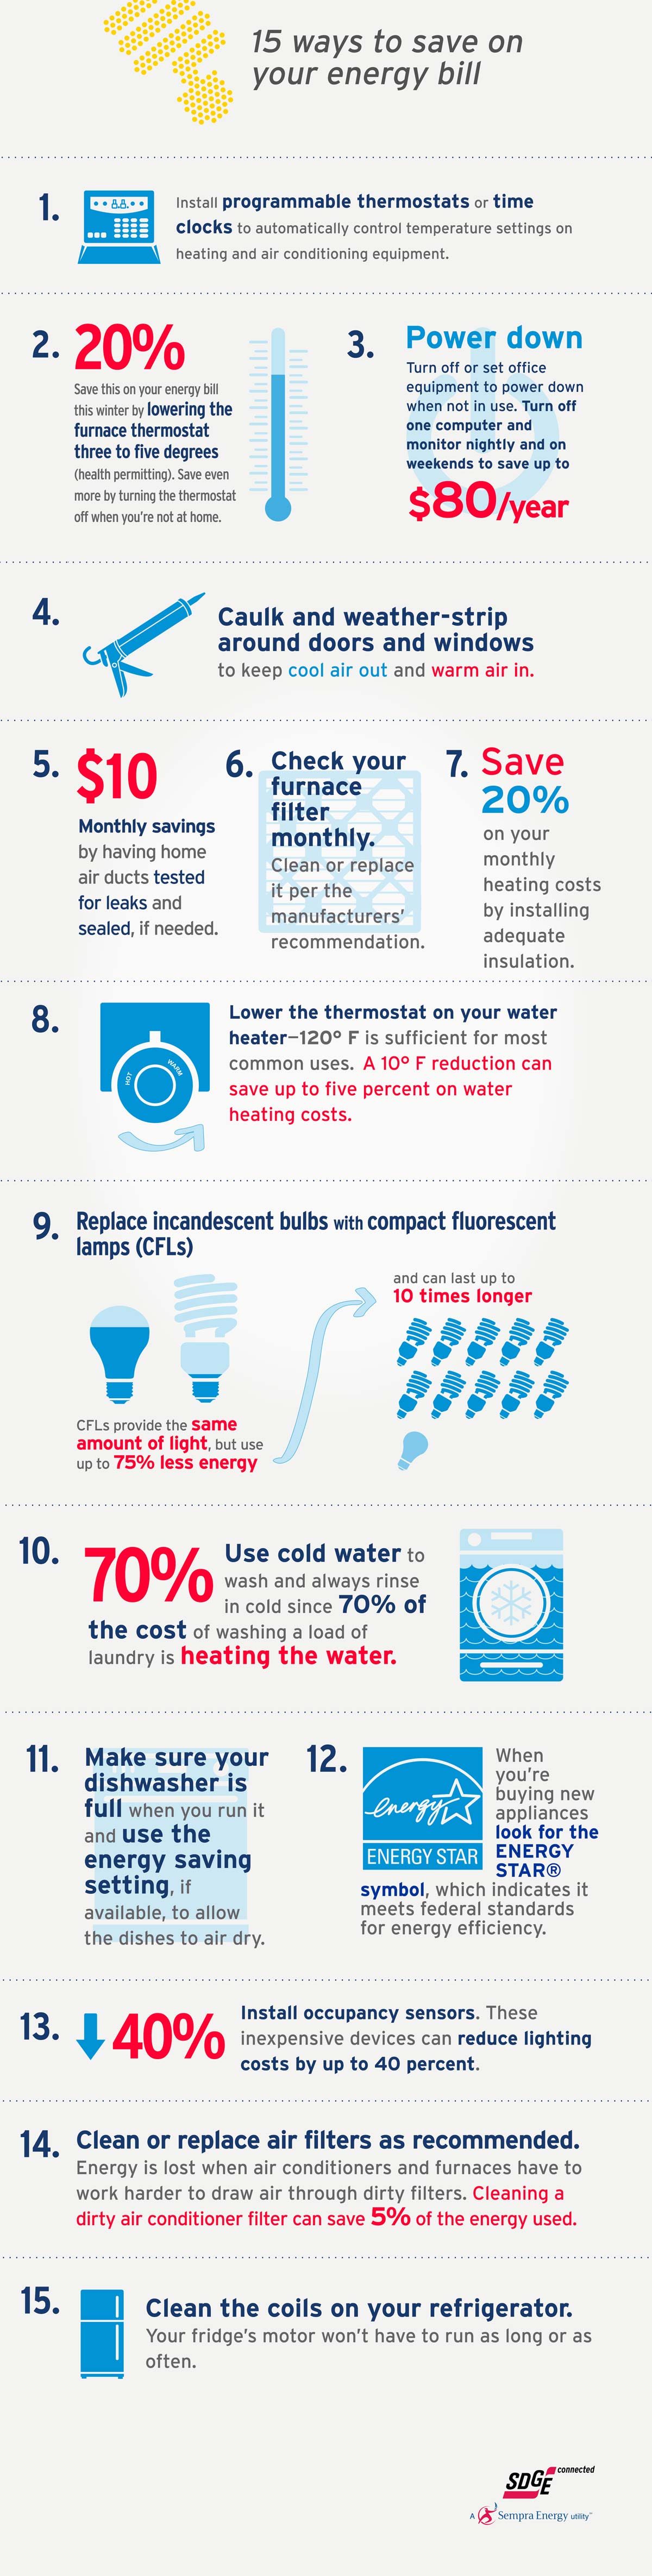 15 ways to save on
your energy bill
1.
Install programmable thermostats or time
clocks to automatically control temperature settings on
heating and air conditioning equipment.
2.
20%
Save this on your energy bill
this winter by lowering the
furnace thermostat
three to five degrees
(health permitting). Save even
more by turning the thermostat
off when you're not at home.
3.
Power down
Turn off or set office
equipment to power down
when not in use. Turn off
one computer and
monitor nightly and on
weekends to save up to
$80/year
4.
Caulk and weather-strip
around doors and windows
to keep cool air out and warm air in.
5.
$10
Monthly savings
by having home
air ducts tested
for leaks and
sealed, if needed.
6.
Check your
furnace
filter
monthly.
Clean or replace
it per the
manufacturers'
recommendation.
7.
Save
20%
on your
monthly
heating costs
by installing
adequate
insulation.
8.
HOT
WARM
Lower the thermostat on your water
heater—120° F is sufficient for most
common uses. A 10° F reduction can
save up to five percent on water
heating costs.
9.
Replace incandescent bulbs with compact fluorescent
lamps (CFLs)
CFLs provide the same
amount of light, but use
up to 75% less energy
and can last up to
10 times longer
10.
70%
Use cold water to
wash and always rinse
in cold since 70% of
the cost of washing a load of
laundry is heating the water.
11.
Make sure your
dishwasher is
full when you run it
and use the
energy saving
setting, if
available, to allow
the dishes to air dry.
12.
energy
ENERGY STAR
When
you're
buying new
appliances
look for the
ENERGY
STAR®
symbol, which indicates it
meets federal standards
for energy efficiency.
13.
40%
Install occupancy sensors. These
inexpensive devices can reduce lighting
costs by up to 40 percent.
14.
Clean or replace air filters as recommended.
Energy is lost when air conditioners and furnaces have to
work harder to draw air through dirty filters. Cleaning a
dirty air conditioner filter can save 5% of the energy used.
15.
Clean the coils on your refrigerator.
Your fridge's motor won't have to run as long or as
often.
SDGE connected
A Sempra Energy utility™